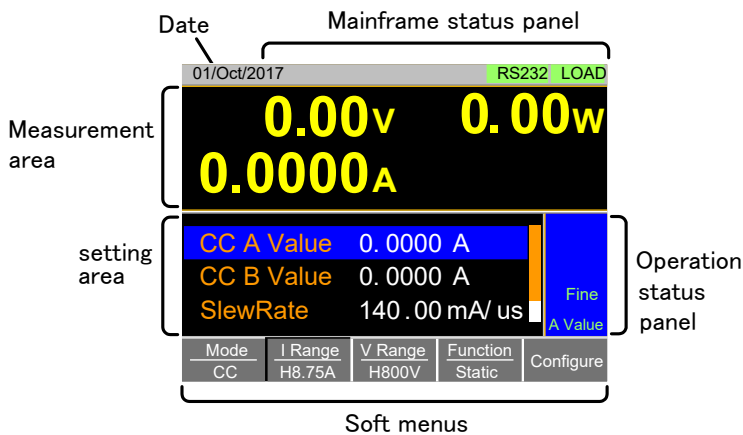 Date
Mainframe status panel
01/Oct/2017 RS232 LOAD
Measurement
area
0.00V 0.00W
0.0000A
setting
area
CC A Value 0.0000 A
CC B Value 0.0000 A
SlewRate 140.00 mA/us
Fine
A Value
Operation
status
panel
Mode I Range V Range Function Configure
CC H8.75A H800V Static
Soft menus